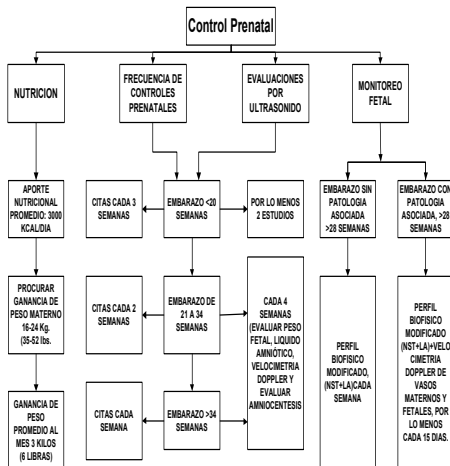 Control Prenatal
NUTRICION
FRECUENCIA DE
CONTROLES
PRENATALES
EVALUACIONES
POR
ULTRASONIDO
MONITOREO
FETAL
APORTE
NUTRICIONAL
PROMEDIO: 3000
KCAL/DIA
CITAS CADA 3
SEMANAS
EMBARAZO <20
SEMANAS
POR LO MENOS
2 ESTUDIOS
EMBARAZO SIN
PATOLOGIA
ASOCIADA
>28 SEMANAS
EMBARAZO CON
PATOLOGIA
ASOCIADA, >28
SEMANAS
PROCURAR
GANANCIA DE
PESO MATERNO
16-24 Kg.
(35-52 lbs.
CITAS CADA 2
SEMANAS
EMBARAZO DE
21 A 34
SEMANAS
CADA 4
SEMANAS
(EVALUAR PESO
FETAL, LIQUIDO
AMNIÓTICO,
VELOCIMETRIA
DOPPLER Y
EVALUAR
AMNIOCENTESIS
PERFIL
BIOFISICO
MODIFICADO,
(NST+LA)CADA
SEMANA
PERFIL
BIOFISICO
MODIFICADO
(NST+LA)+VELO
CIMETRIA
DOPPLER DE
VASOS
MATERNOS Y
FETALES, POR
LO MENOS
CADA 15 DIAS.
GANANCIA DE
PESO
PROMEDIO AL
MES 3 KILOS
(6 LIBRAS)
CITAS CADA
SEMANA
EMBARAZO >34
SEMANAS